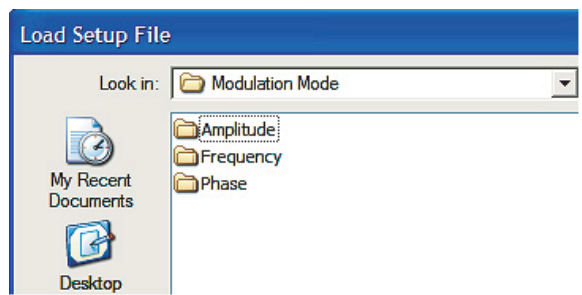 Load Setup File
Look in: Modulation Mode
Amplitude
Frequency
Phase
My Recent
Documents
Desktop